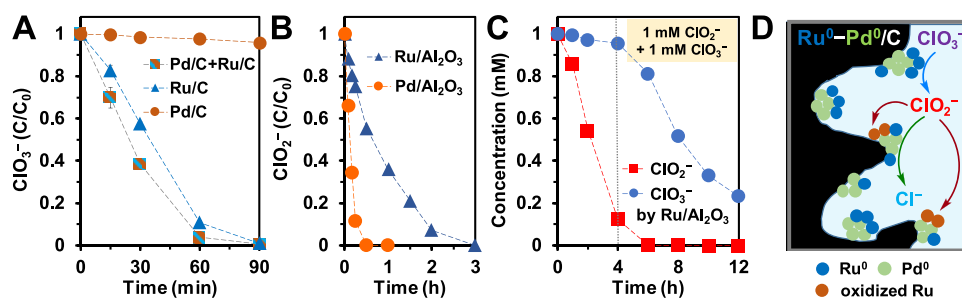 A
ClO₃⁻ (C/C₀)
1
0.8
0.6
0.4
0.2
0
Pd/C+Ru/C
Ru/C
Pd/C
0 30 60 90
Time (min)
B
ClO₂⁻ (C/C₀)
1
0.8
0.6
0.4
0.2
0
Ru/Al₂O₃
Pd/Al₂O₃
0 1 2 3
Time (h)
C
Concentration (mM)
1
0.8
0.6
0.4
0.2
0
1 mM ClO₂⁻
+ 1 mM ClO₃⁻
ClO₂⁻
ClO₃⁻
by Ru/Al₂O₃
0 2 4 6 8 10 12
Time (h)
D
Ru⁰–Pd⁰/C
ClO₃⁻
ClO₂⁻
Cl⁻
Ru⁰
Pd⁰
oxidized Ru